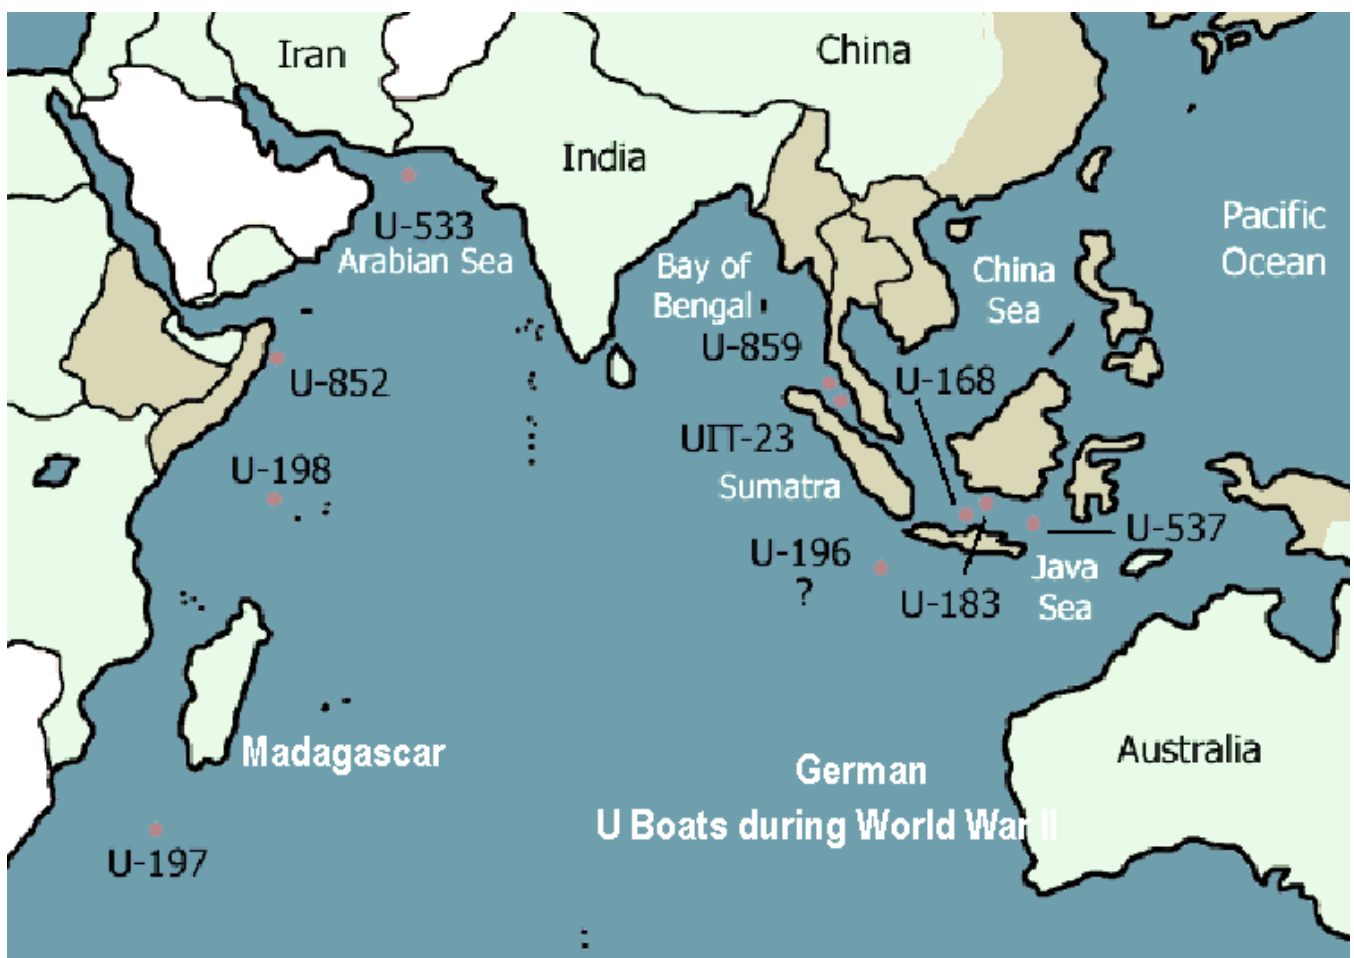 Iran
China
India
U-533
Arabian Sea
Pacific
Ocean
Bay of
Bengal
China
Sea
U-859
U-168
U-852
UIT-23
U-198
Sumatra
U-537
U-196
?
U-183
Java
Sea
Madagascar
Australia
German
U Boats during World War II
U-197